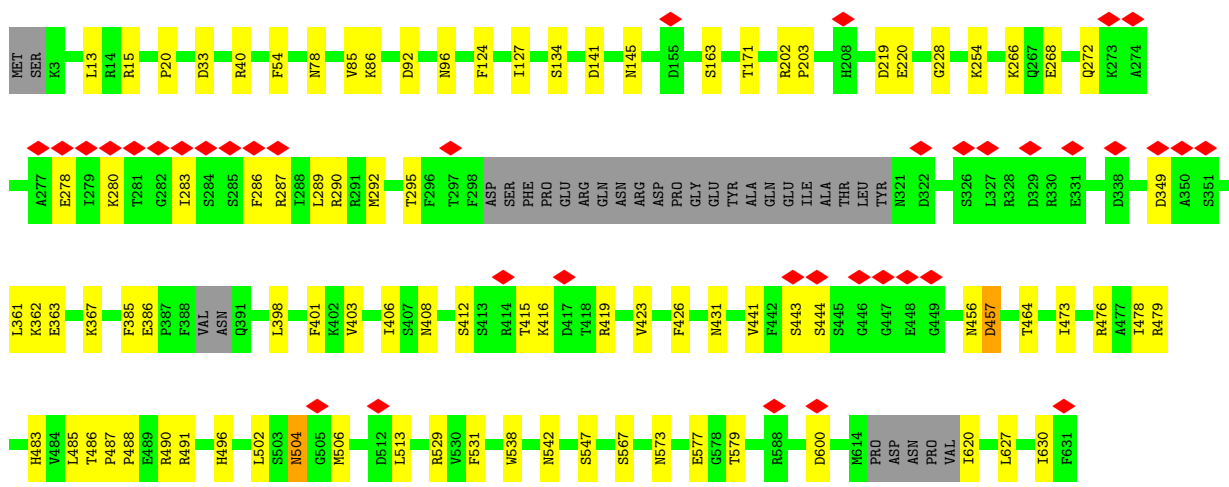 MET SER K3 L13 R14 R15 P20 D33 R40 F54 N78 V85 K86 D92 N96 F124 I127 S134 D141 N145 D155 S163 T171 R202 P203 H208 D219 E220 G228 K254 K266 Q267 E268 Q272 K273 A274
A277 E278 I279 K280 T281 G282 I283 S284 S285 F286 R287 I288 L289 R290 R291 M292 T295 F296 T297 F298 ASP SER PHE PRO GLU ARG GLN ASN ARG ASP PRO GLY GLU TYR ALA GLN GLU ILE ALA THR LEU TYR N321 D322 S326 L327 R328 D329 R330 E331 D338 D349 A350 S351
L361 K362 E363 K367 F385 E386 P387 F388 VAL ASN Q391 L398 F401 K402 V403 I406 S407 N408 S412 S413 R414 T415 K416 D417 T418 R419 V423 F426 N431 V441 F442 S443 S444 S445 G446 G447 E448 G449 N456 D457 T464 I473 R476 A477 I478 R479
H483 V484 L485 T486 P487 P488 E489 R490 R491 H496 L502 S503 N504 G505 M506 D512 L513 R529 V530 F531 W538 N542 S547 S567 N573 E577 G578 T579 R588 D600 M614 PRO ASP ASN PRO VAL I620 L627 I630 F631